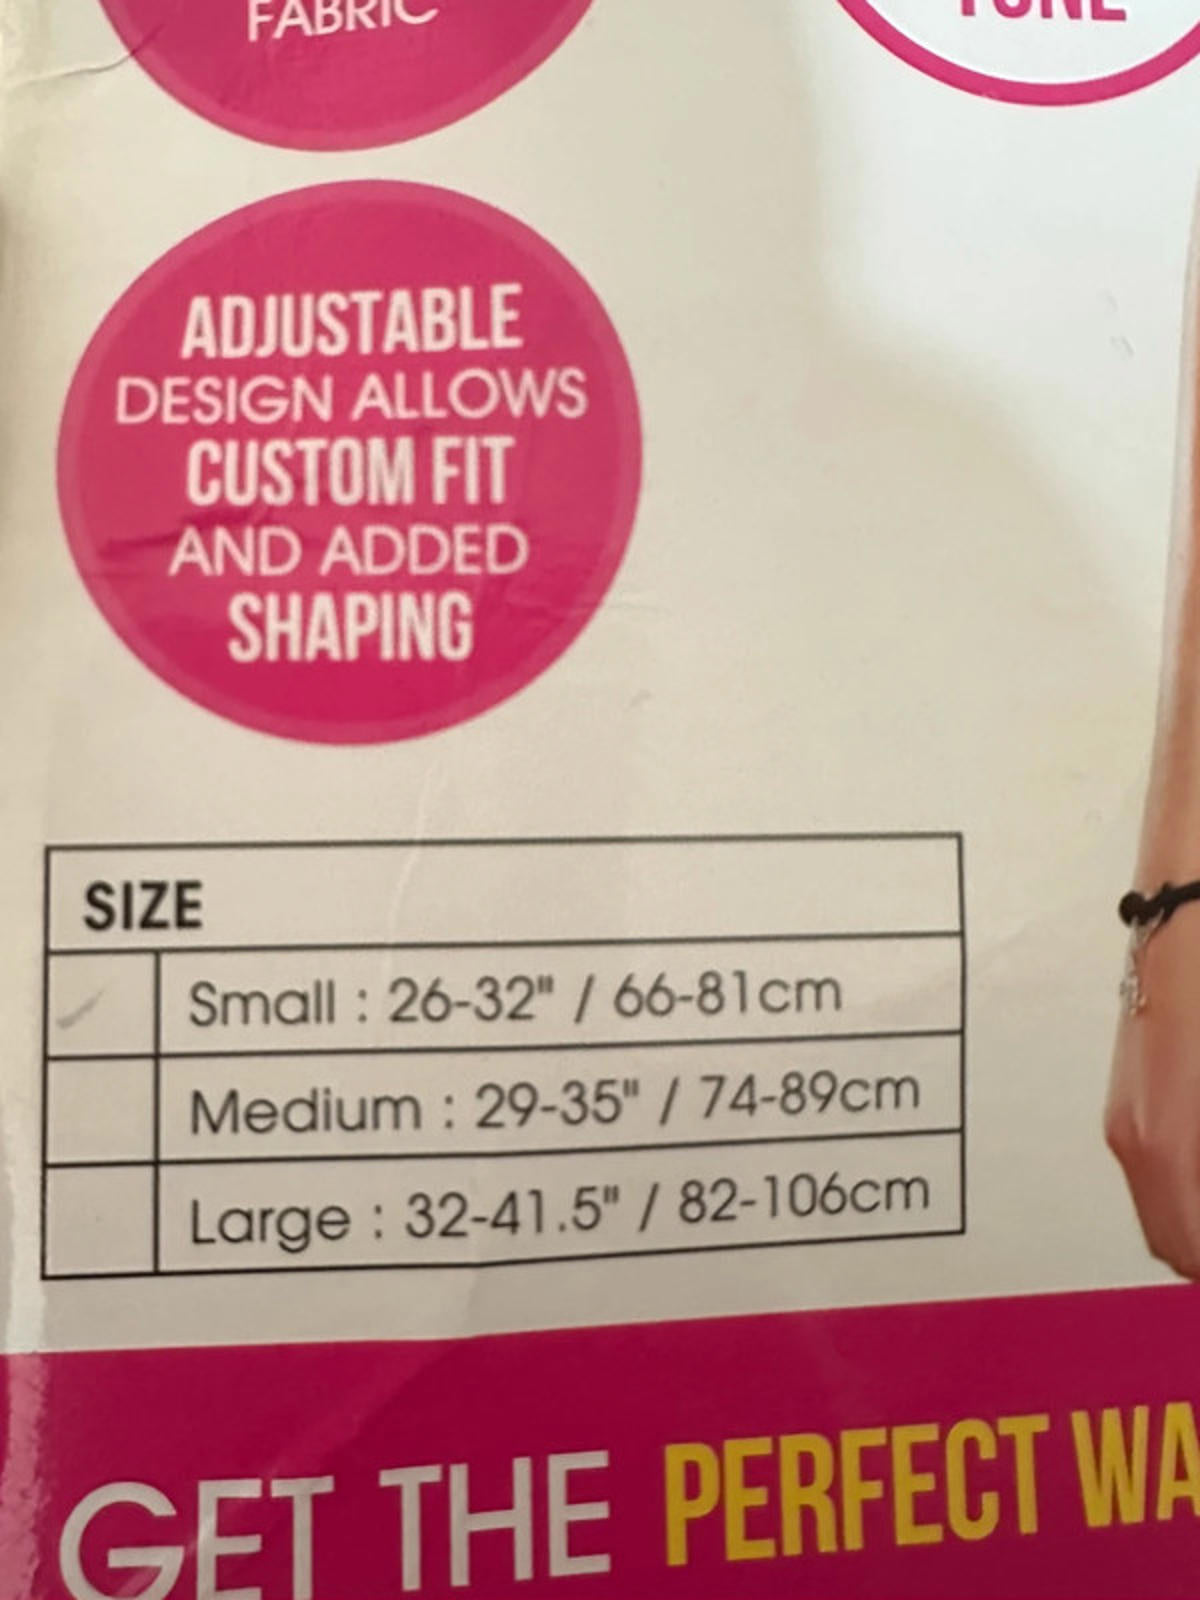 FABRIC
ADJUSTABLE
DESIGN ALLOWS
CUSTOM FIT
AND ADDED
SHAPING
SIZE
Small : 26-32" / 66-81cm
Medium : 29-35" / 74-89cm
Large : 32-41.5" / 82-106cm
GET THE PERFECT WA